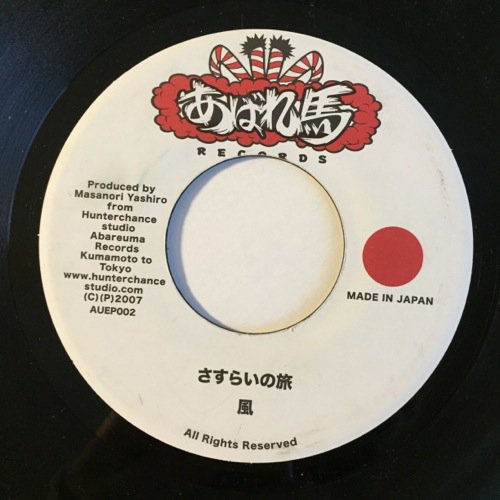 あばれ馬
RECORDS
Produced by
Masanori Yashiro
from
Hunterchance
studio
Abareuma
Records
Kumamoto to
Tokyo
www.hunterchance
studio.com
(C)(P)2007
AUEP002
MADE IN JAPAN
さすらいの旅
風
All Rights Reserved